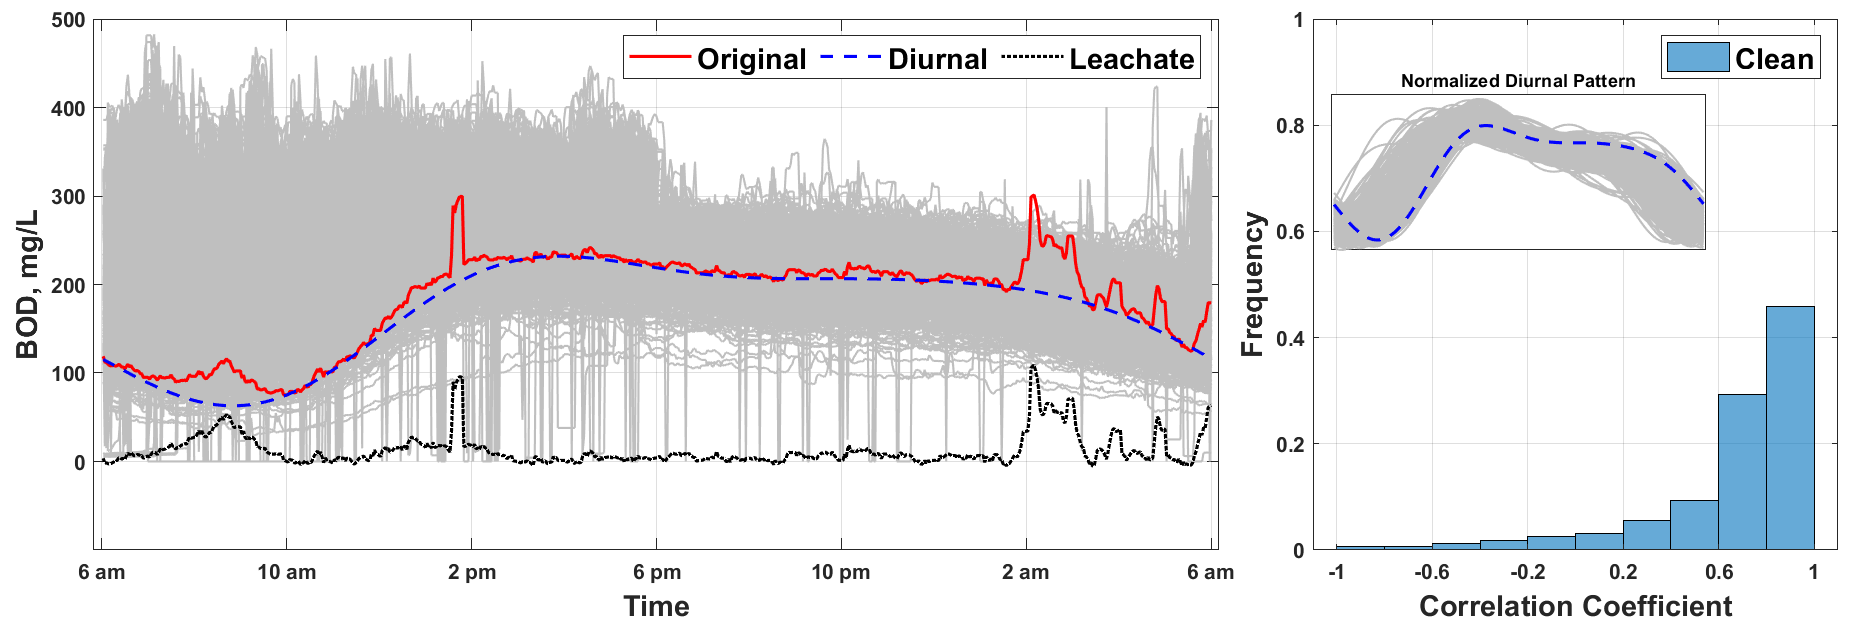 500
400
300
200
100
0
BOD, mg/L
Original Diurnal Leachate
6 am 10 am 2 pm 6 pm 10 pm 2 am 6 am
Time
1
0.8
0.6
0.4
0.2
0
Frequency
Clean
Normalized Diurnal Pattern
-1 -0.6 -0.2 0.2 0.6 1
Correlation Coefficient